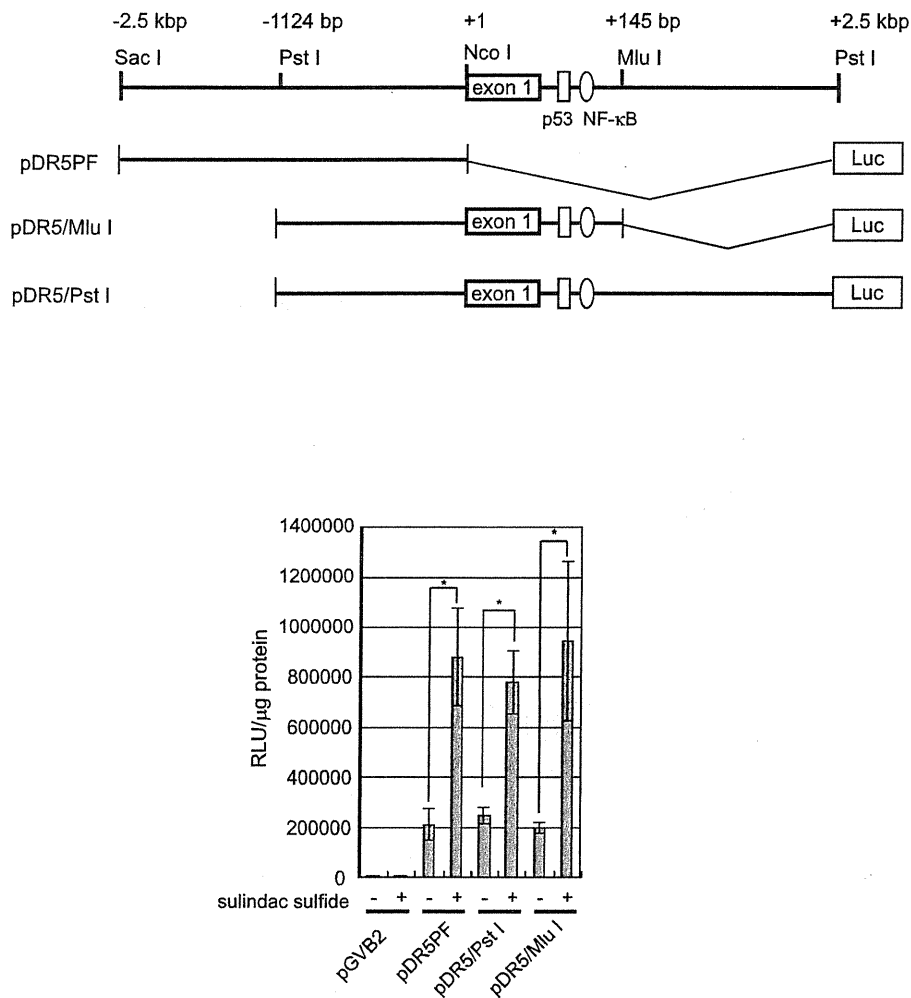 -2.5 kbp -1124 bp +1 +145 bp +2.5 kbp
Sac I Pst I Nco I Mlu I Pst I
exon 1
p53 NF-κB
pDR5PF Luc
pDR5/Mlu I exon 1 Luc
pDR5/Pst I exon 1 Luc
1400000
1200000
1000000
800000
600000
400000
200000
0
RLU/μg protein
* * *
sulindac sulfide - + - + - + - +
pGVB2 pDR5PF pDR5/Pst I pDR5/Mlu I